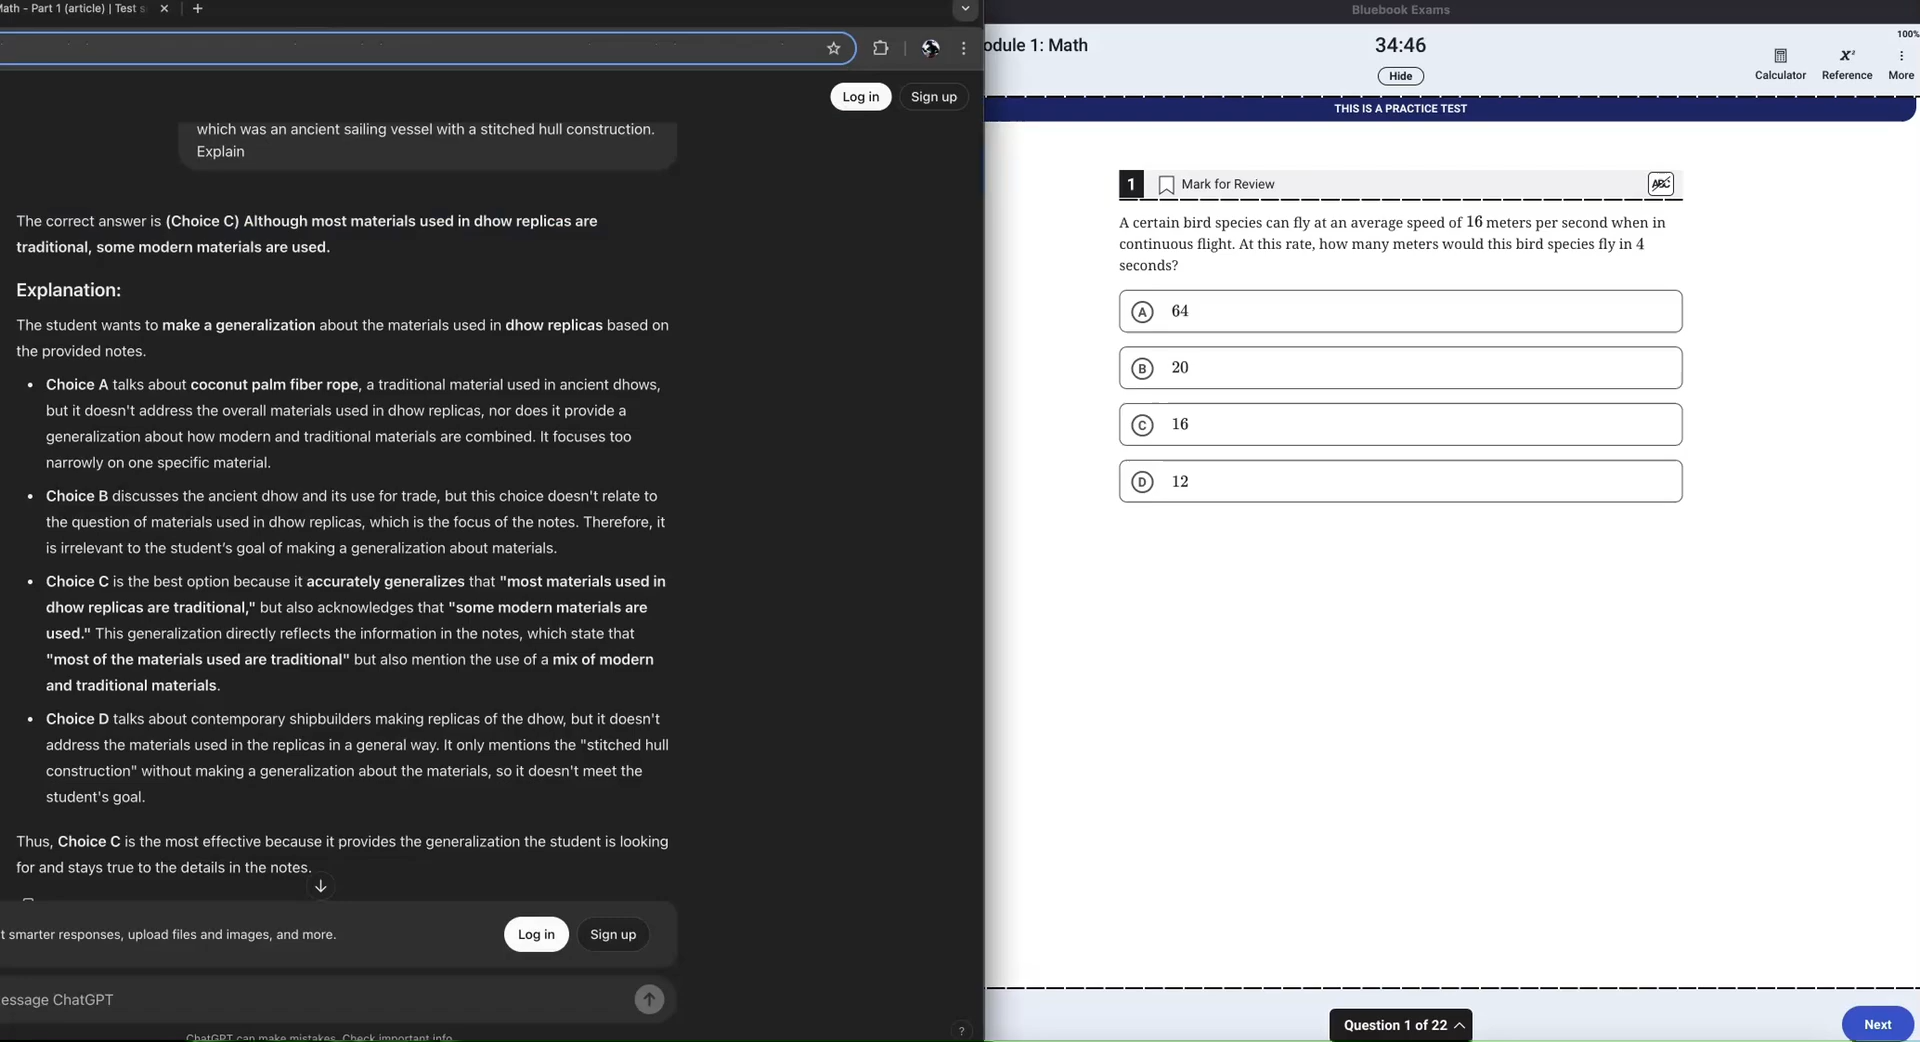 Math - Part 1 (article) | Test s
Log in
Sign up
which was an ancient sailing vessel with a stitched hull construction.
Explain
The correct answer is (Choice C) Although most materials used in dhow replicas are
traditional, some modern materials are used.
Explanation:
The student wants to make a generalization about the materials used in dhow replicas based on
the provided notes.
• Choice A talks about coconut palm fiber rope, a traditional material used in ancient dhows,
but it doesn't address the overall materials used in dhow replicas, nor does it provide a
generalization about how modern and traditional materials are combined. It focuses too
narrowly on one specific material.
• Choice B discusses the ancient dhow and its use for trade, but this choice doesn't relate to
the question of materials used in dhow replicas, which is the focus of the notes. Therefore, it
is irrelevant to the student's goal of making a generalization about materials.
• Choice C is the best option because it accurately generalizes that "most materials used in
dhow replicas are traditional," but also acknowledges that "some modern materials are
used." This generalization directly reflects the information in the notes, which state that
"most of the materials used are traditional" but also mention the use of a mix of modern
and traditional materials.
• Choice D talks about contemporary shipbuilders making replicas of the dhow, but it doesn't
address the materials used in the replicas in a general way. It only mentions the "stitched hull
construction" without making a generalization about the materials, so it doesn't meet the
student's goal.
Thus, Choice C is the most effective because it provides the generalization the student is looking
for and stays true to the details in the notes.
t smarter responses, upload files and images, and more.
Log in
Sign up
essage ChatGPT
ChatGPT can make mistakes. Check important info.
?
Bluebook Exams
odule 1: Math
34:46
Hide
100%
Calculator
X²
Reference
More
THIS IS A PRACTICE TEST
1
Mark for Review
ABC
A certain bird species can fly at an average speed of 16 meters per second when in
continuous flight. At this rate, how many meters would this bird species fly in 4
seconds?
A 64
B 20
C 16
D 12
Question 1 of 22
Next